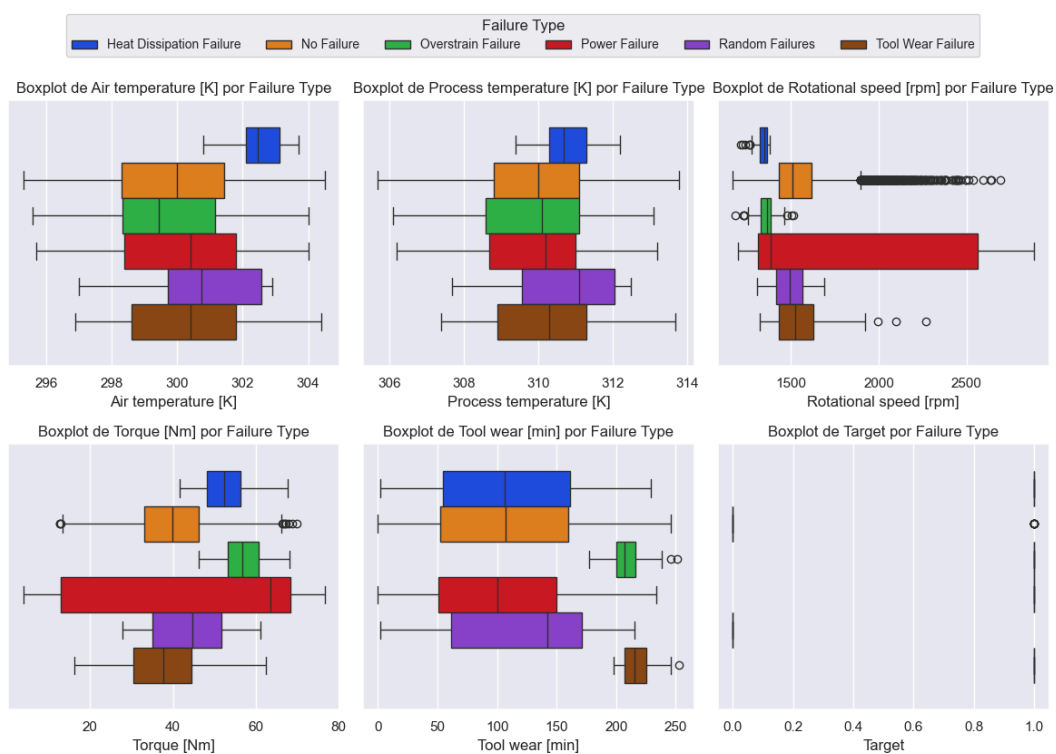 Failure Type
Heat Dissipation Failure No Failure Overstrain Failure Power Failure Random Failures Tool Wear Failure
Boxplot de Air temperature [K] por Failure Type
296 298 300 302 304
Air temperature [K]
Boxplot de Process temperature [K] por Failure Type
306 308 310 312 314
Process temperature [K]
Boxplot de Rotational speed [rpm] por Failure Type
1500 2000 2500
Rotational speed [rpm]
Boxplot de Torque [Nm] por Failure Type
20 40 60 80
Torque [Nm]
Boxplot de Tool wear [min] por Failure Type
0 50 100 150 200 250
Tool wear [min]
Boxplot de Target por Failure Type
0.0 0.2 0.4 0.6 0.8 1.0
Target